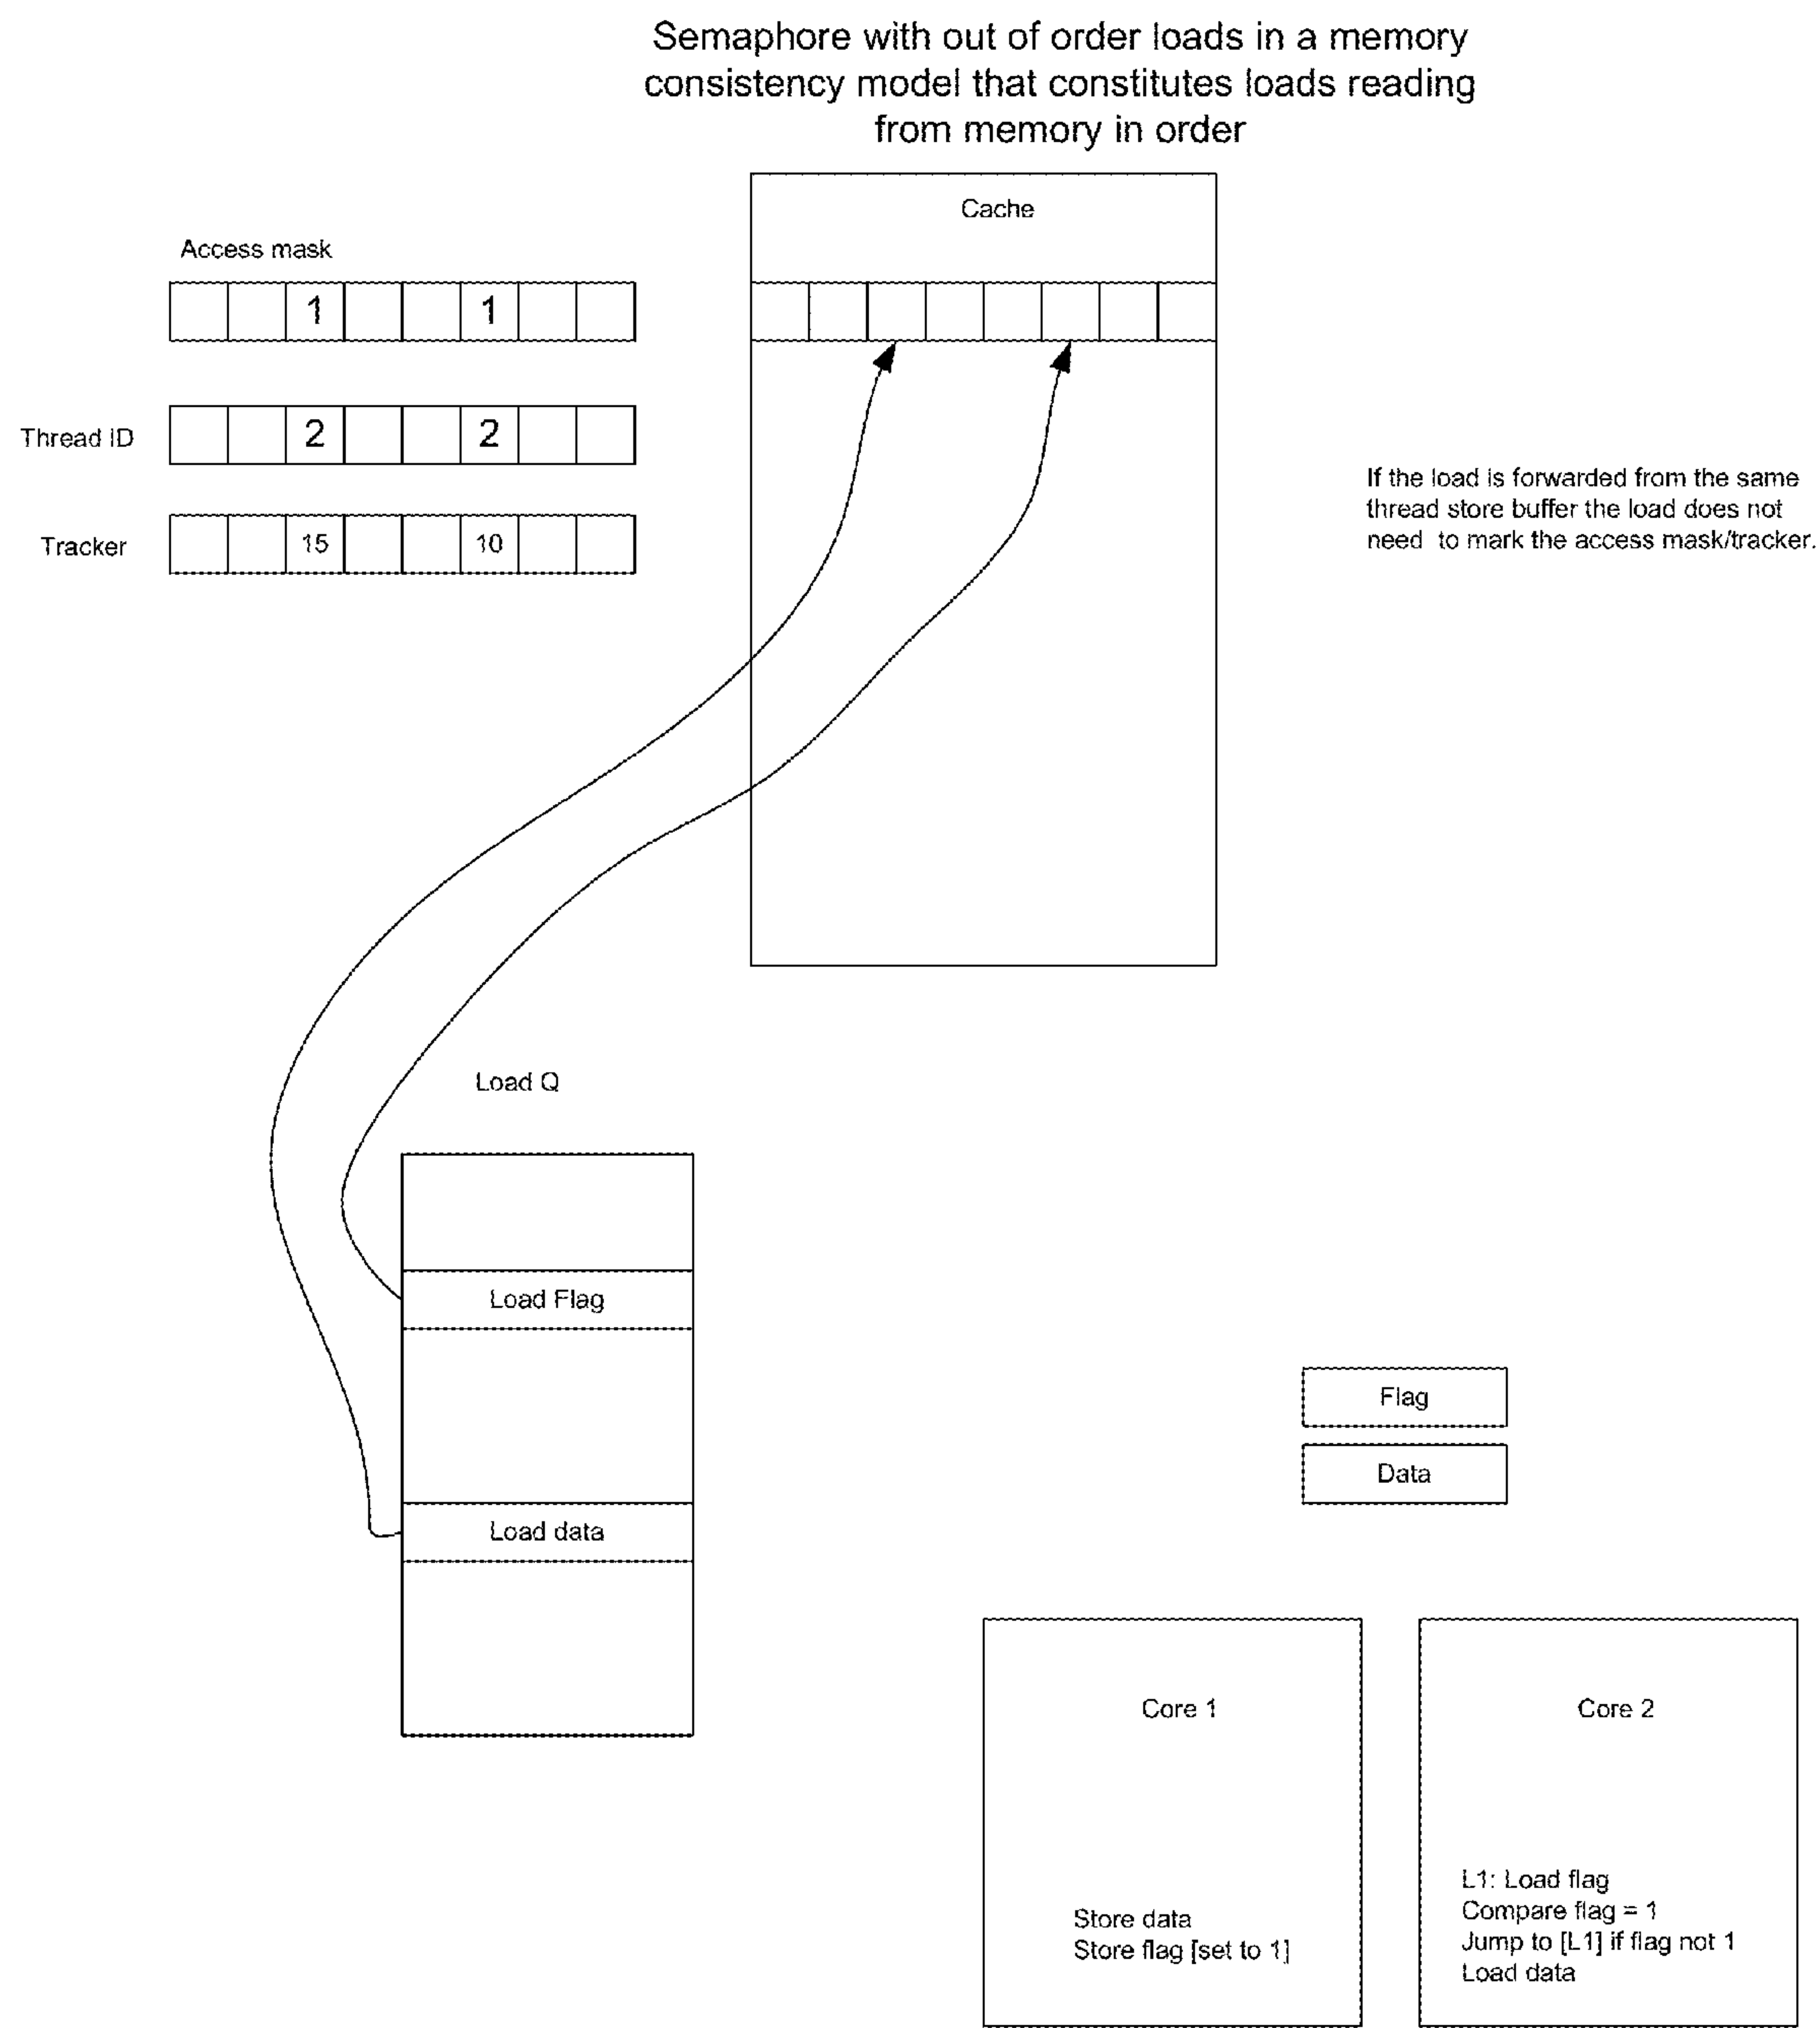 Semaphore with out of order loads in a memory
consistency model that constitutes loads reading
from memory in order
Cache
Access mask
1 1
Thread ID
2 2
Tracker
15 10
If the load is forwarded from the same
thread store buffer the load does not
need to mark the access mask/tracker.
Load Q
Load Flag
Load data
Flag
Data
Core 1
Store data
Store flag [set to 1]
Core 2
L1: Load flag
Compare flag = 1
Jump to [L1] if flag not 1
Load data